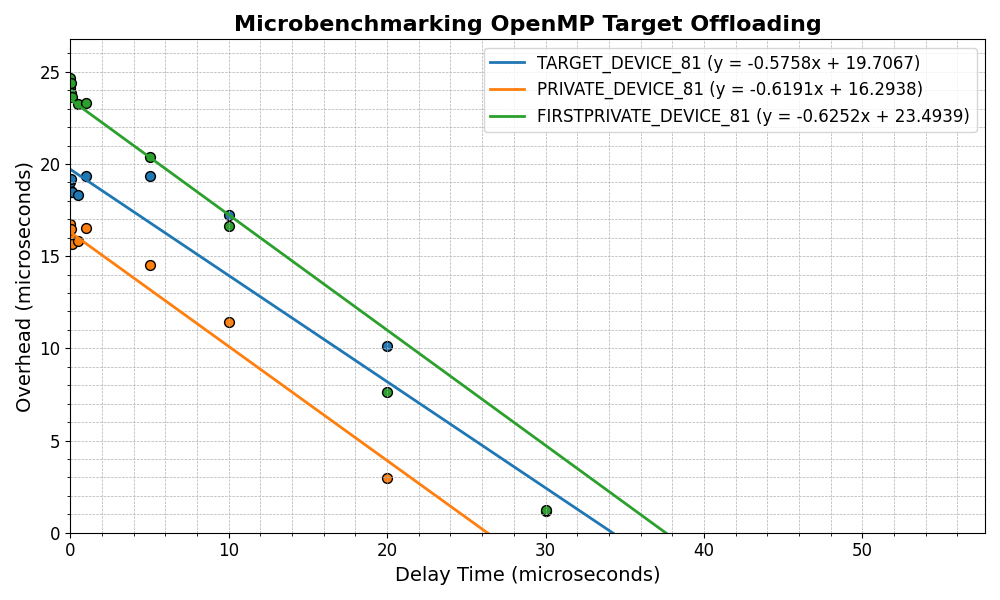 Microbenchmarking OpenMP Target Offloading
TARGET_DEVICE_81 (y = -0.5758x + 19.7067)
PRIVATE_DEVICE_81 (y = -0.6191x + 16.2938)
FIRSTPRIVATE_DEVICE_81 (y = -0.6252x + 23.4939)
Overhead (microseconds)
25
20
15
10
5
0
0 10 20 30 40 50
Delay Time (microseconds)